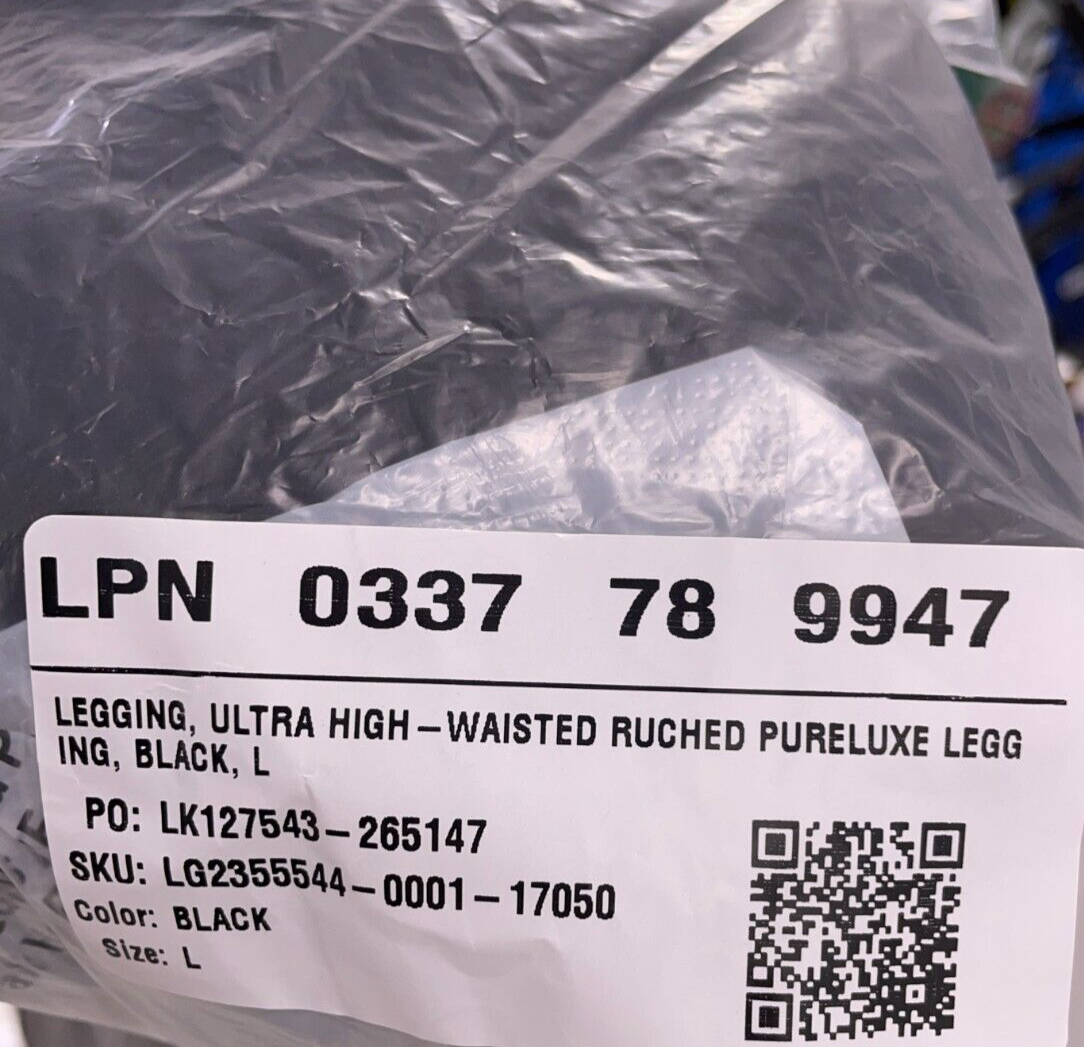 LPN 0337 78 9947
LEGGING, ULTRA HIGH-WAISTED RUCHED PURELUXE LEGG
ING, BLACK, L
PO: LK127543-265147
SKU: LG2355544-0001-17050
Color: BLACK
Size: L